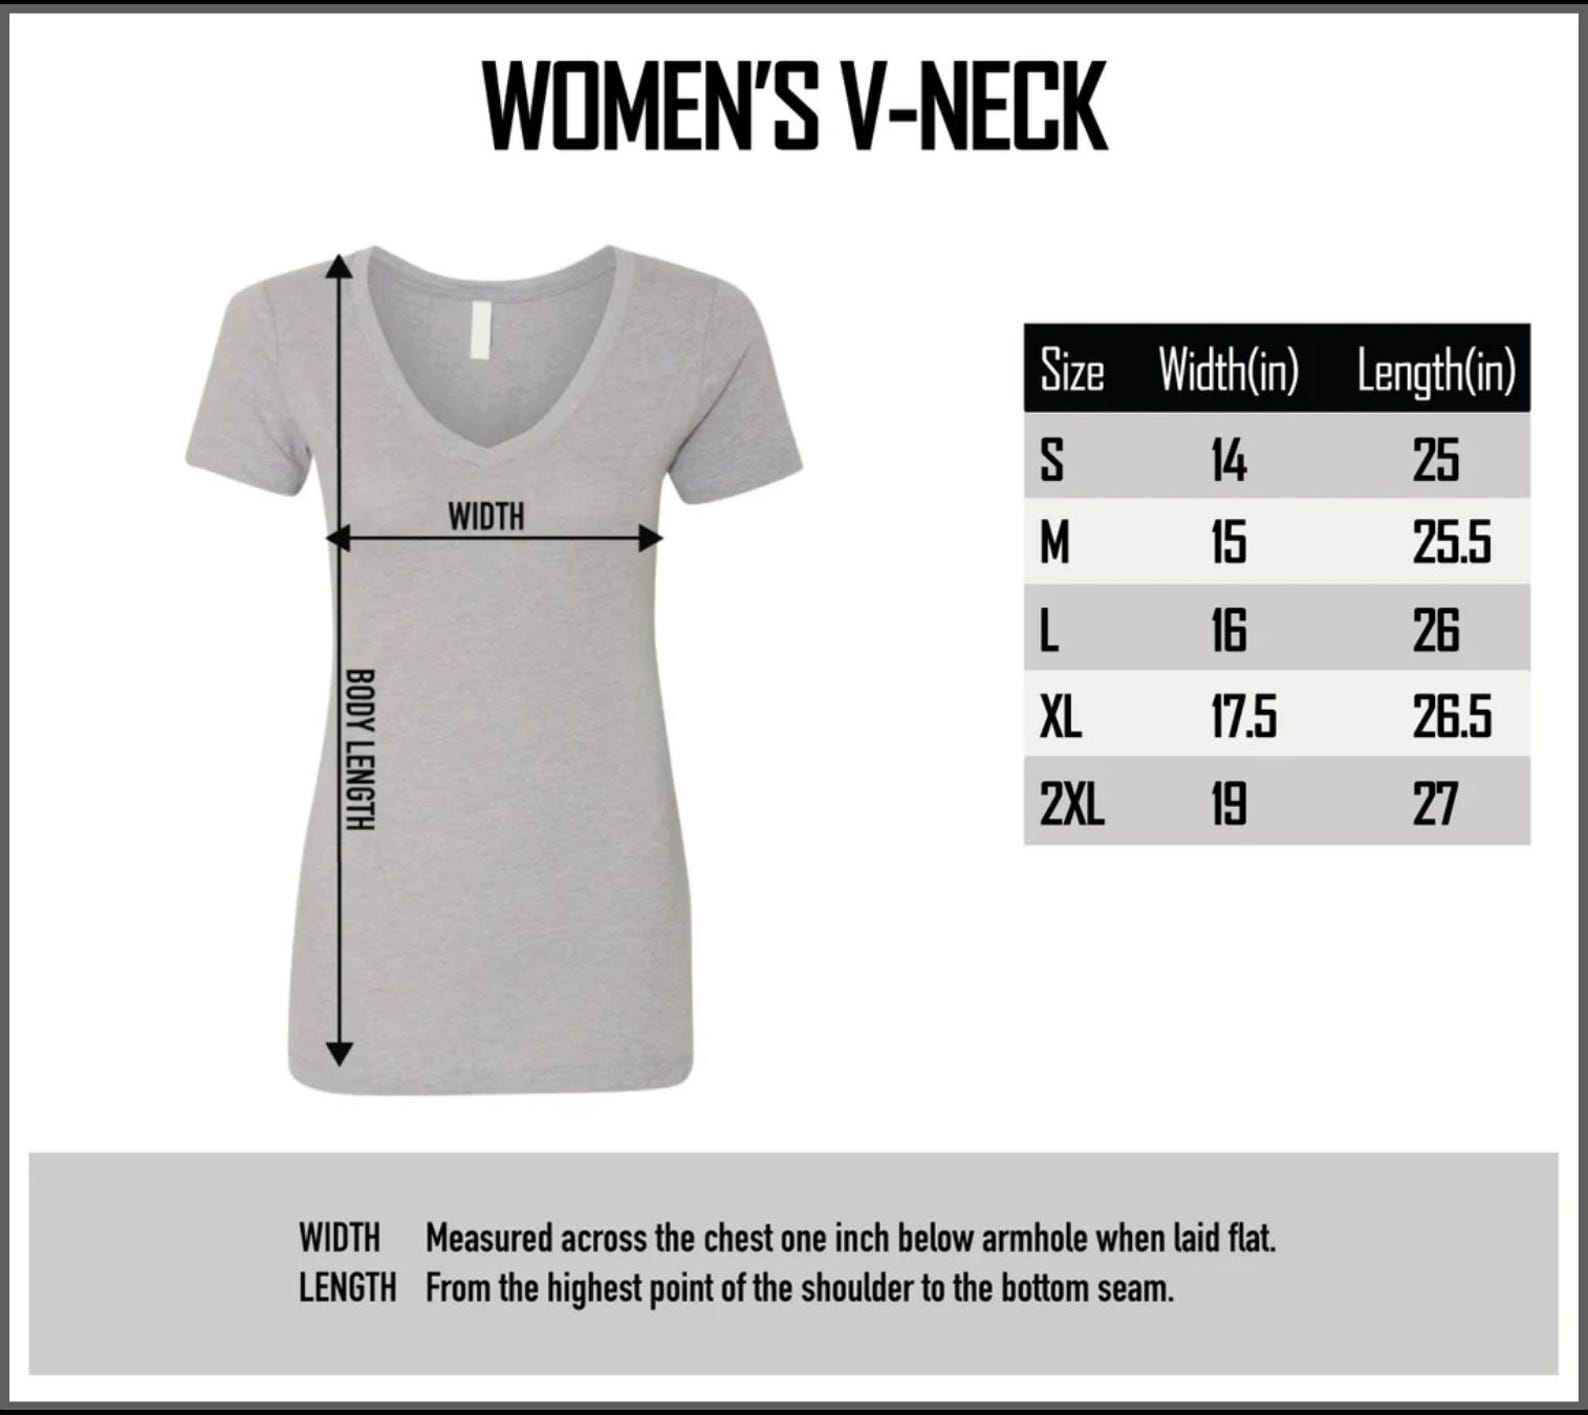 WOMEN'S V-NECK
WIDTH
BODY LENGTH
Size Width(in) Length(in)
S 14 25
M 15 25.5
L 16 26
XL 17.5 26.5
2XL 19 27
WIDTH Measured across the chest one inch below armhole when laid flat.
LENGTH From the highest point of the shoulder to the bottom seam.